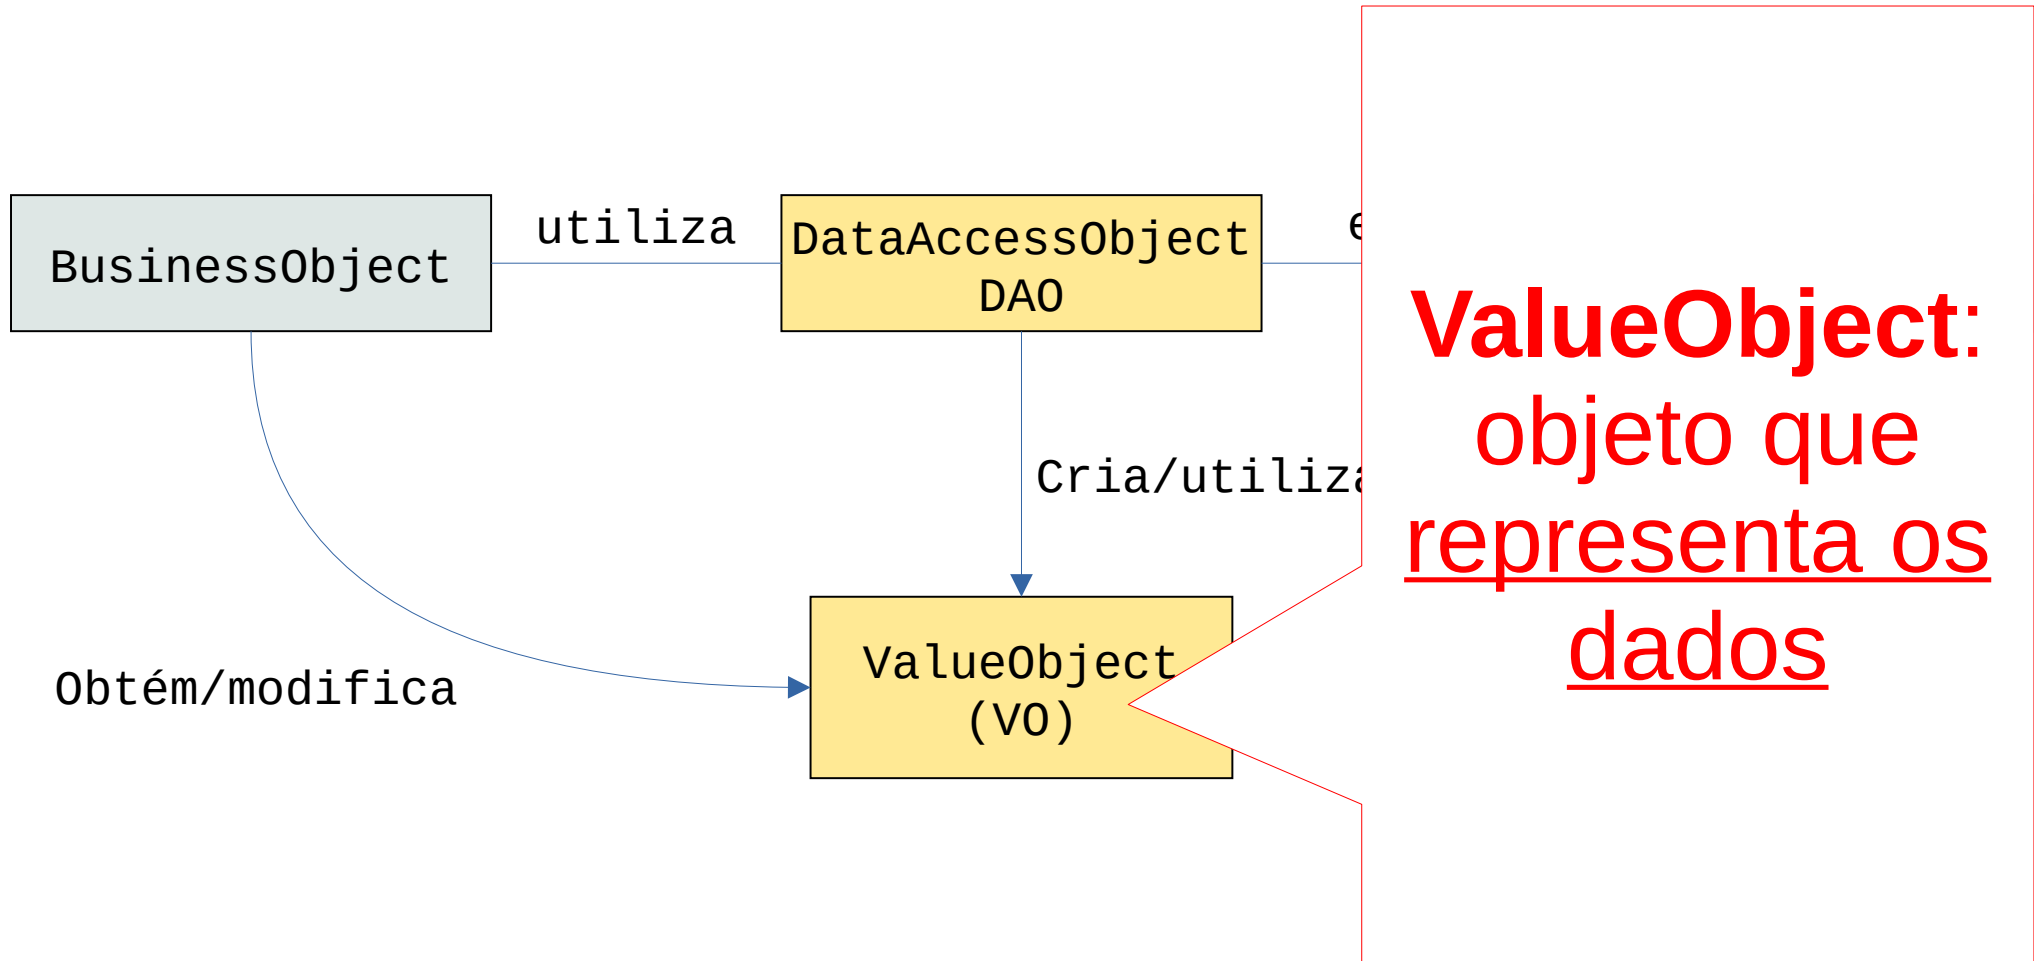 utiliza
BusinessObject
DataAccessObject
DAO
Cria/utiliza
Obtém/modifica
ValueObject
(VO)
ValueObject:
objeto que
representa os
dados